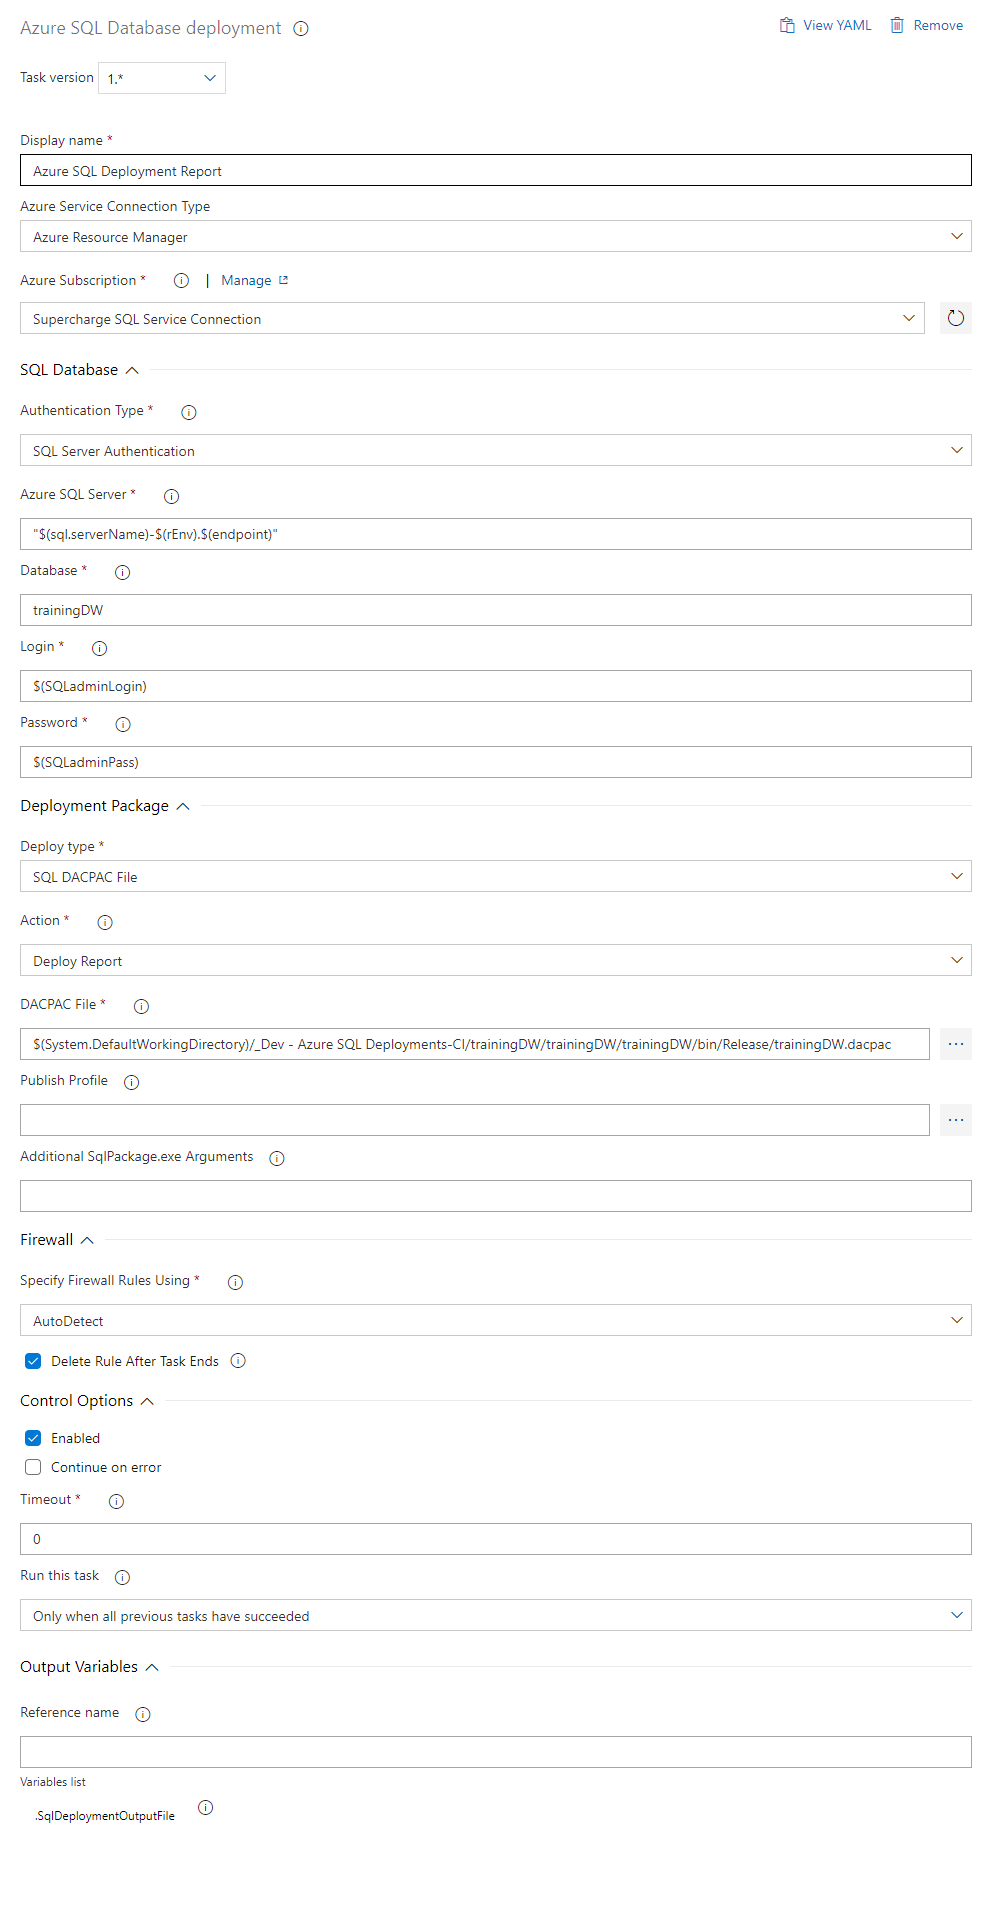 Azure SQL Database deployment
View YAML
Remove
Task version
1.*
Display name *
Azure SQL Deployment Report
Azure Service Connection Type
Azure Resource Manager
Azure Subscription * | Manage
Supercharge SQL Service Connection
SQL Database
Authentication Type *
SQL Server Authentication
Azure SQL Server *
"$(sql.serverName)-$(rEnv).$(endpoint)"
Database *
trainingDW
Login *
$(SQLadminLogin)
Password *
$(SQLadminPass)
Deployment Package
Deploy type *
SQL DACPAC File
Action *
Deploy Report
DACPAC File *
$(System.DefaultWorkingDirectory)/_Dev - Azure SQL Deployments-CI/trainingDW/trainingDW/trainingDW/bin/Release/trainingDW.dacpac
...
Publish Profile
...
Additional SqlPackage.exe Arguments
Firewall
Specify Firewall Rules Using *
AutoDetect
Delete Rule After Task Ends
Control Options
Enabled
Continue on error
Timeout *
0
Run this task
Only when all previous tasks have succeeded
Output Variables
Reference name
Variables list
.SqlDeploymentOutputFile